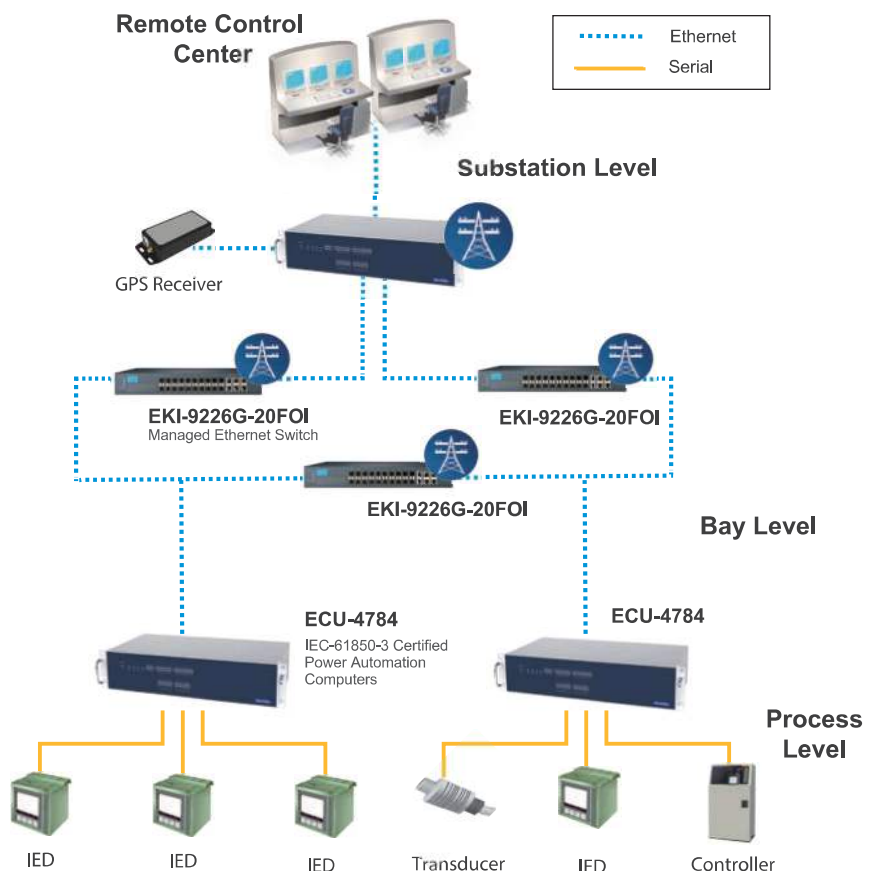 Remote Control
Center
Ethernet
Serial
Substation Level
GPS Receiver
EKI-9226G-20FOI
Managed Ethernet Switch
EKI-9226G-20FOI
EKI-9226G-20FOI
Bay Level
ECU-4784
IEC-61850-3 Certified
Power Automation
Computers
ECU-4784
Process
Level
IED
IED
IED
Transducer
IED
Controller